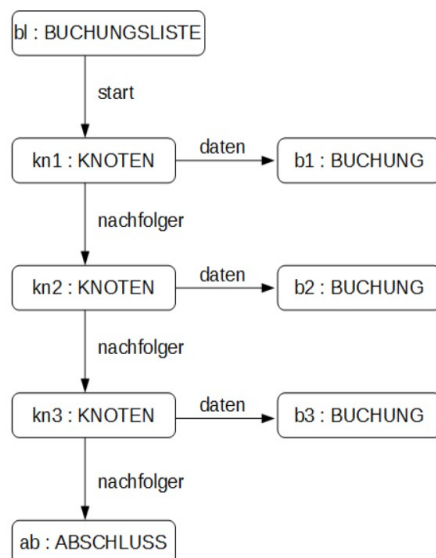 bl : BUCHUNGSLISTE
start
kn1 : KNOTEN
daten
b1 : BUCHUNG
nachfolger
kn2 : KNOTEN
daten
b2 : BUCHUNG
nachfolger
kn3 : KNOTEN
daten
b3 : BUCHUNG
nachfolger
ab : ABSCHLUSS